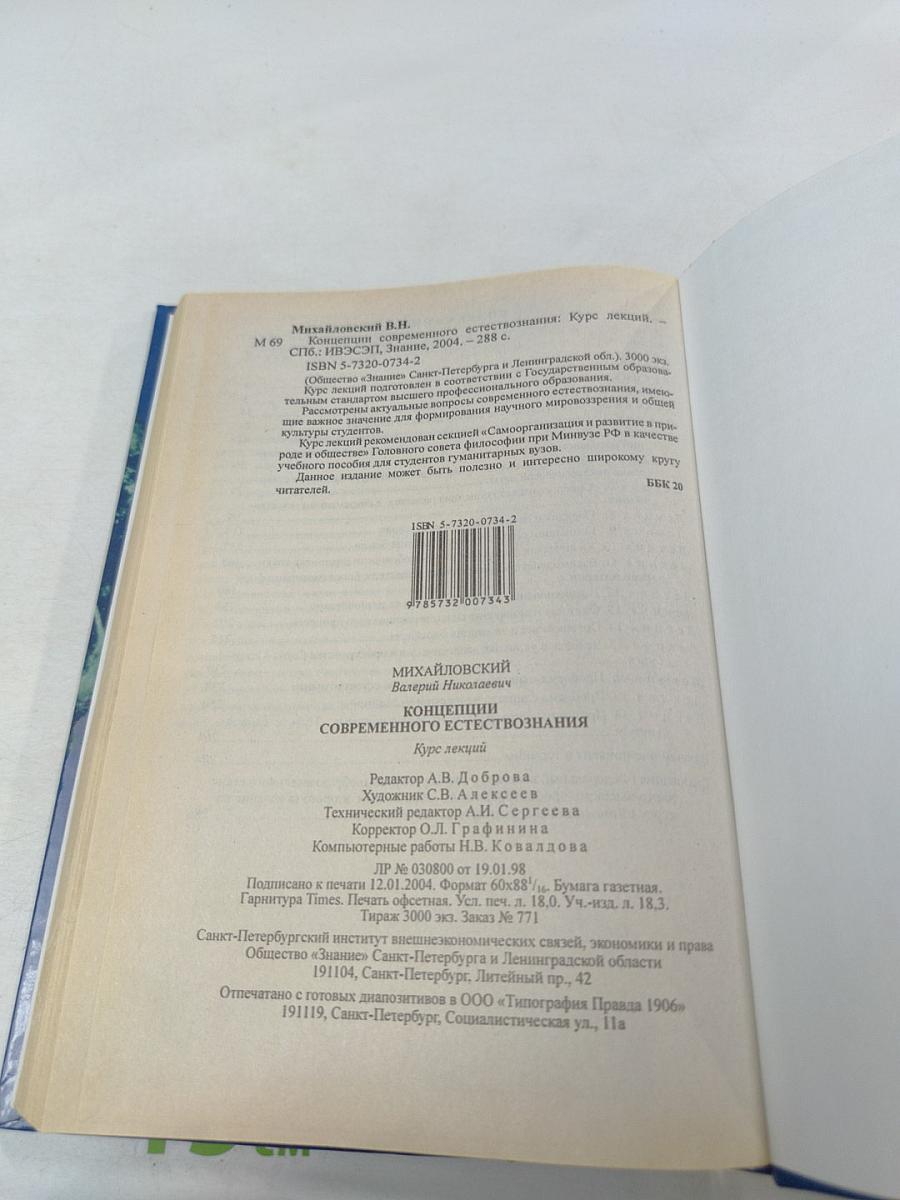 Михайловский В.Н.
М 69 Концепции современного естествознания: Курс лекций. –
СПб.: ИВЭСЭП, Знание, 2004. – 288 с.
ISBN 5-7320-0734-2
(Общество «Знание» Санкт-Петербурга и Ленинградской обл.). 3000 экз.
Курс лекций подготовлен в соответствии с Государственным образова-
тельным стандартом высшего профессионального образования.
Рассмотрены актуальные вопросы современного естествознания, имею-
щие важное значение для формирования научного мировоззрения и общей
культуры студентов.
Курс лекций рекомендован секцией «Самоорганизация и развитие в при-
роде и обществе» Головного совета философии при Минвузе РФ в качестве
учебного пособия для студентов гуманитарных вузов.
Данное издание может быть полезно и интересно широкому кругу
читателей.
ББК 20
ISBN 5-7320-0734-2
9 785732 007343
МИХАЙЛОВСКИЙ
Валерий Николаевич
КОНЦЕПЦИИ
СОВРЕМЕННОГО ЕСТЕСТВОЗНАНИЯ
Курс лекций
Редактор А.В. Доброва
Художник С.В. Алексеев
Технический редактор А.И. Сергеева
Корректор О.Л. Графинина
Компьютерные работы Н.В. Ковалдова
ЛР № 030800 от 19.01.98
Подписано к печати 12.01.2004. Формат 60х88 1/16. Бумага газетная.
Гарнитура Times. Печать офсетная. Усл. печ. л. 18,0. Уч.-изд. л. 18,3.
Тираж 3000 экз. Заказ № 771
Санкт-Петербургский институт внешнеэкономических связей, экономики и права
Общество «Знание» Санкт-Петербурга и Ленинградской области
191104, Санкт-Петербург, Литейный пр., 42
Отпечатано с готовых диапозитивов в ООО «Типография Правда 1906»
191119, Санкт-Петербург, Социалистическая ул., 11а
см